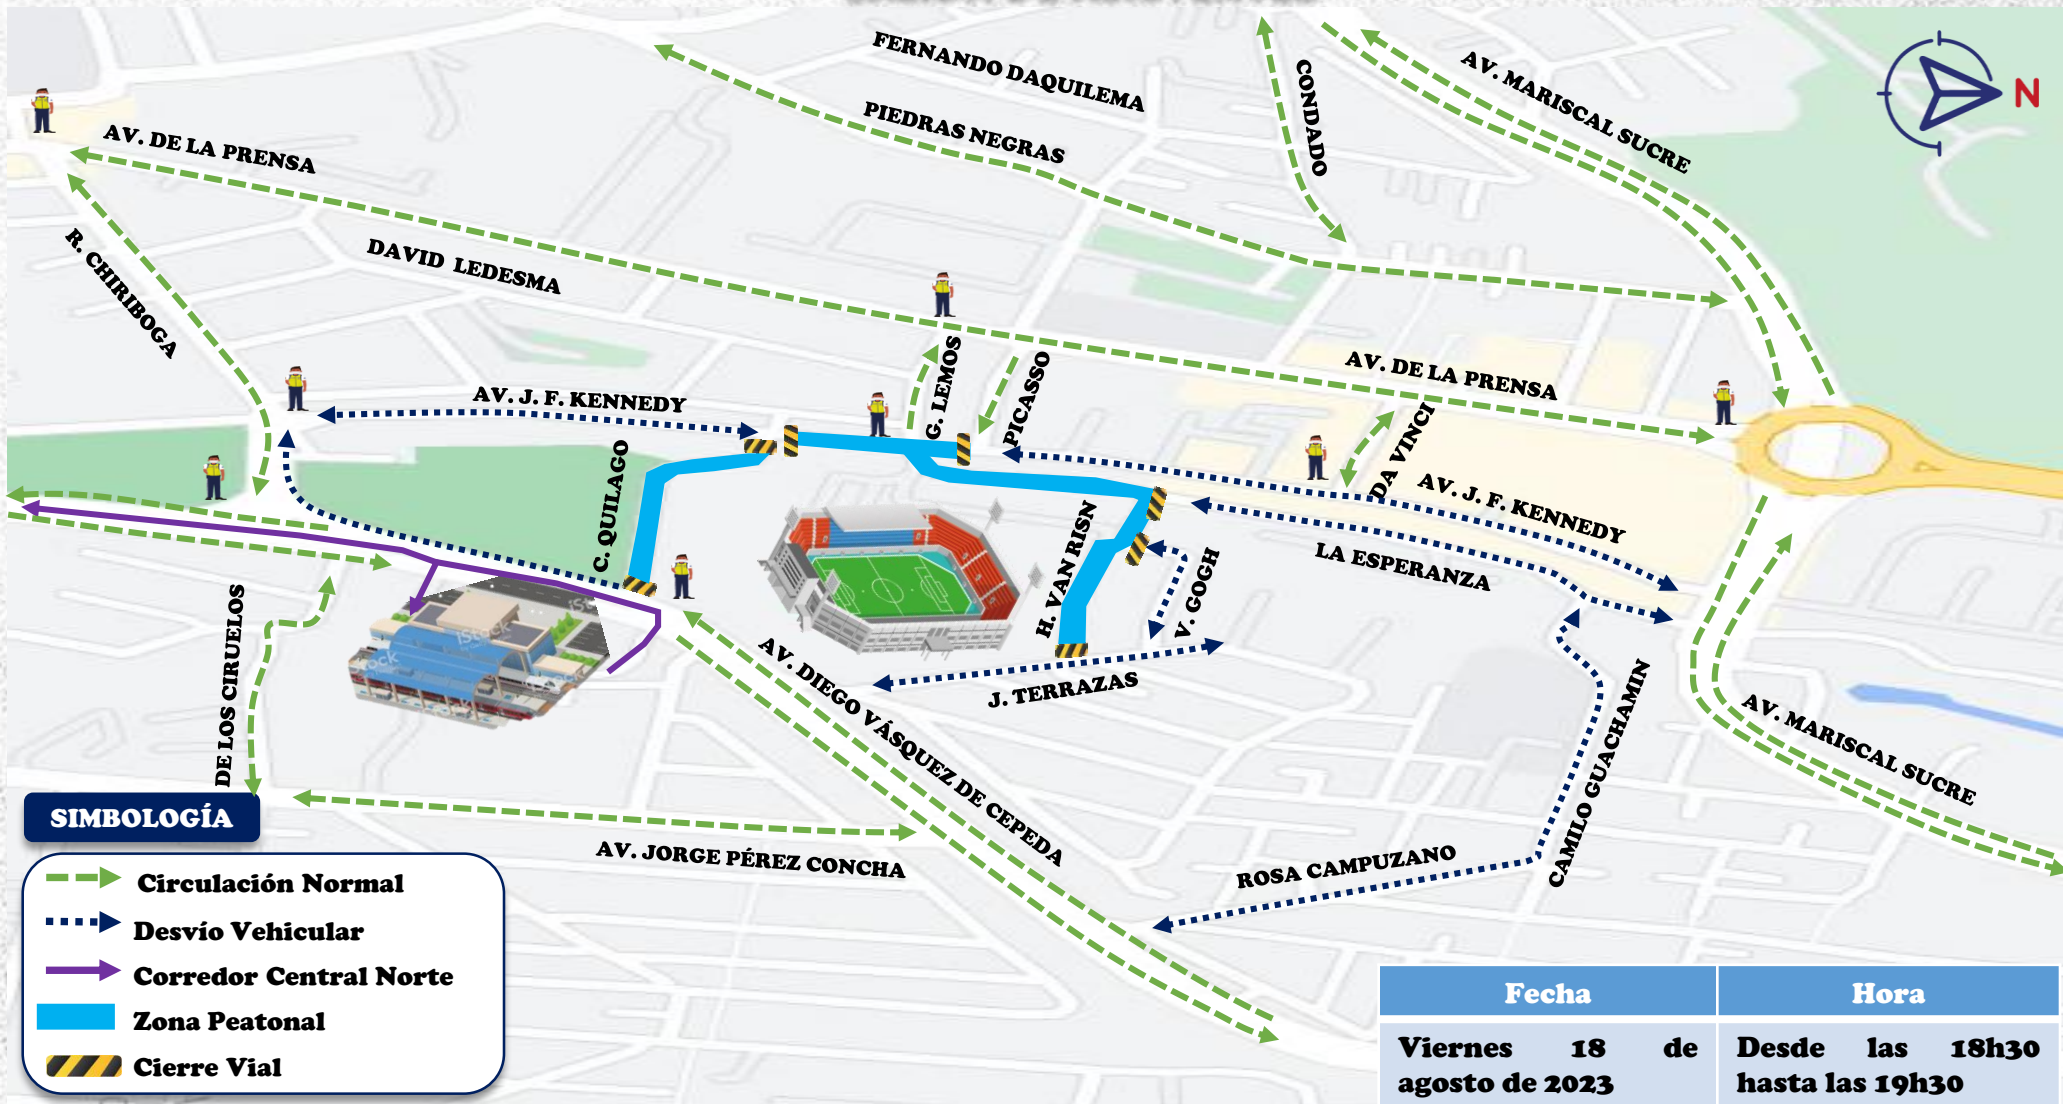 FERNANDO DAQUILEMA
CONDADO
AV. MARISCAL SUCRE
N
PIEDRAS NEGRAS
AV. DE LA PRENSA
R. CHIRIBOGA
DAVID LEDESMA
AV. J. F. KENNEDY
G. LEMOS
PICASSO
AV. DE LA PRENSA
DA VINCI
AV. J. F. KENNEDY
C. QUILAGO
H. VAN RISN
V. GOGH
LA ESPERANZA
DE LOS CIRUELOS
iStock
J. TERRAZAS
AV. DIEGO VÁSQUEZ DE CEPEDA
CAMILO GUACHAMIN
AV. MARISCAL SUCRE
AV. JORGE PÉREZ CONCHA
ROSA CAMPUZANO
SIMBOLOGÍA
Circulación Normal
Desvío Vehicular
Corredor Central Norte
Zona Peatonal
Cierre Vial
Fecha
Hora
Viernes 18 de
agosto de 2023
Desde las 18h30
hasta las 19h30